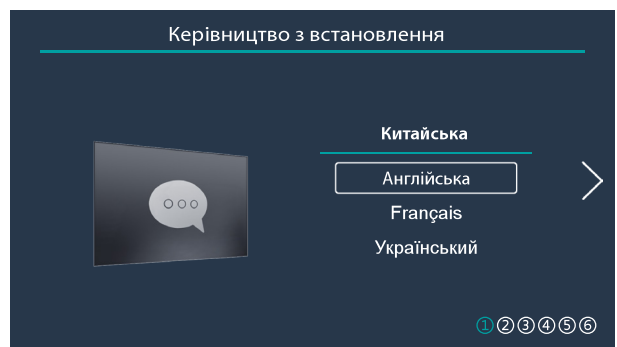 Керівництво з встановлення
Китайська
Англійська
Français
Український
①②③④⑤⑥